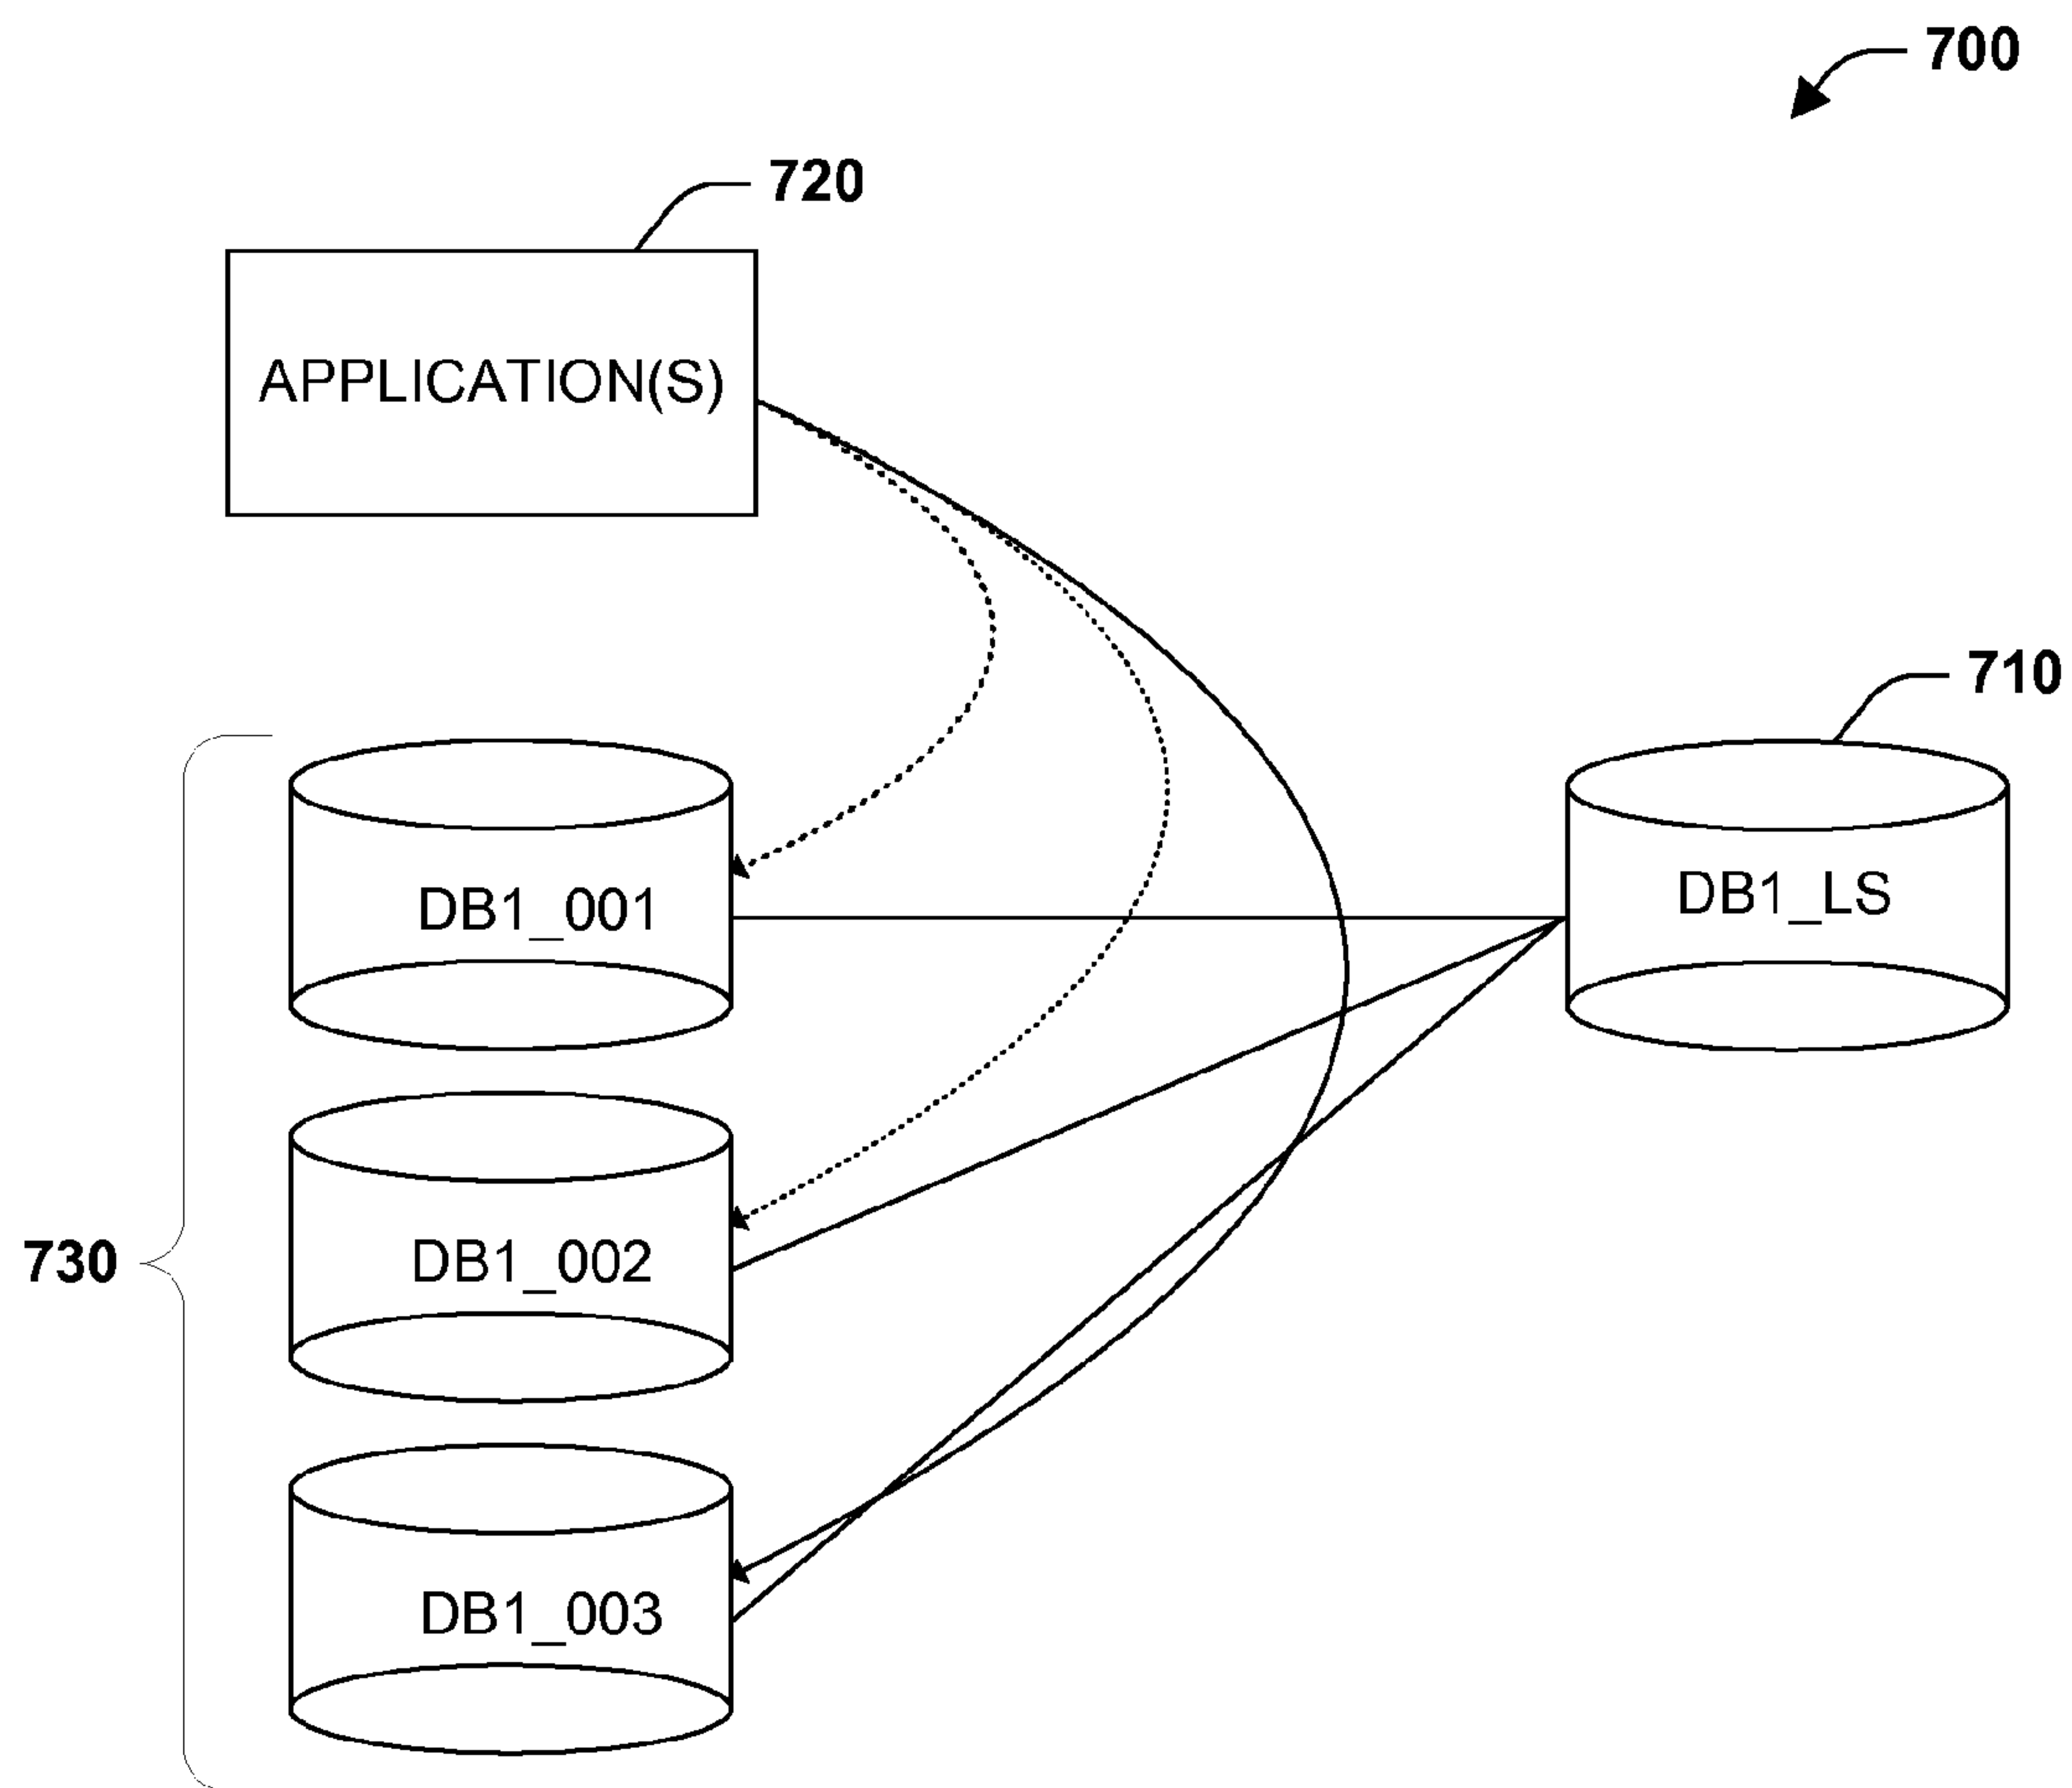 700
720
APPLICATION(S)
710
DB1_001
DB1_LS
730
DB1_002
DB1_003